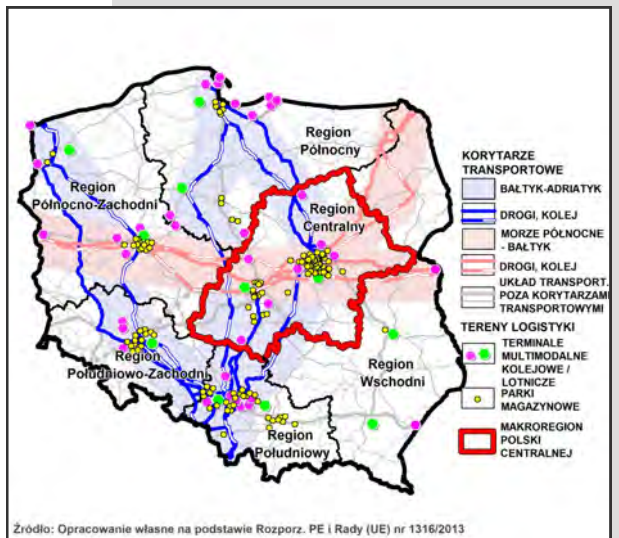 Region
Północny
Region
Północno-Zachodni
Region
Centralny
Region
Południowo-Zachodni
Region
Wschodni
Region
Południowy
KORYTARZE
TRANSPORTOWE
BAŁTYK-ADRIATYK
DROGI, KOLEJ
MORZE PÓŁNOCNE
- BAŁTYK
DROGI, KOLEJ
UKŁAD TRANSPORT.
POZA KORYTARZAMI
TRANSPORTOWYMI
TERENY LOGISTYKI
TERMINALE
MULTIMODALNE
KOLEJOWE /
LOTNICZE
PARKI
MAGAZYNOWE
MAKROREGION
POLSKI
CENTRALNEJ
Źródło: Opracowanie własne na podstawie Rozporz. PE i Rady (UE) nr 1316/2013